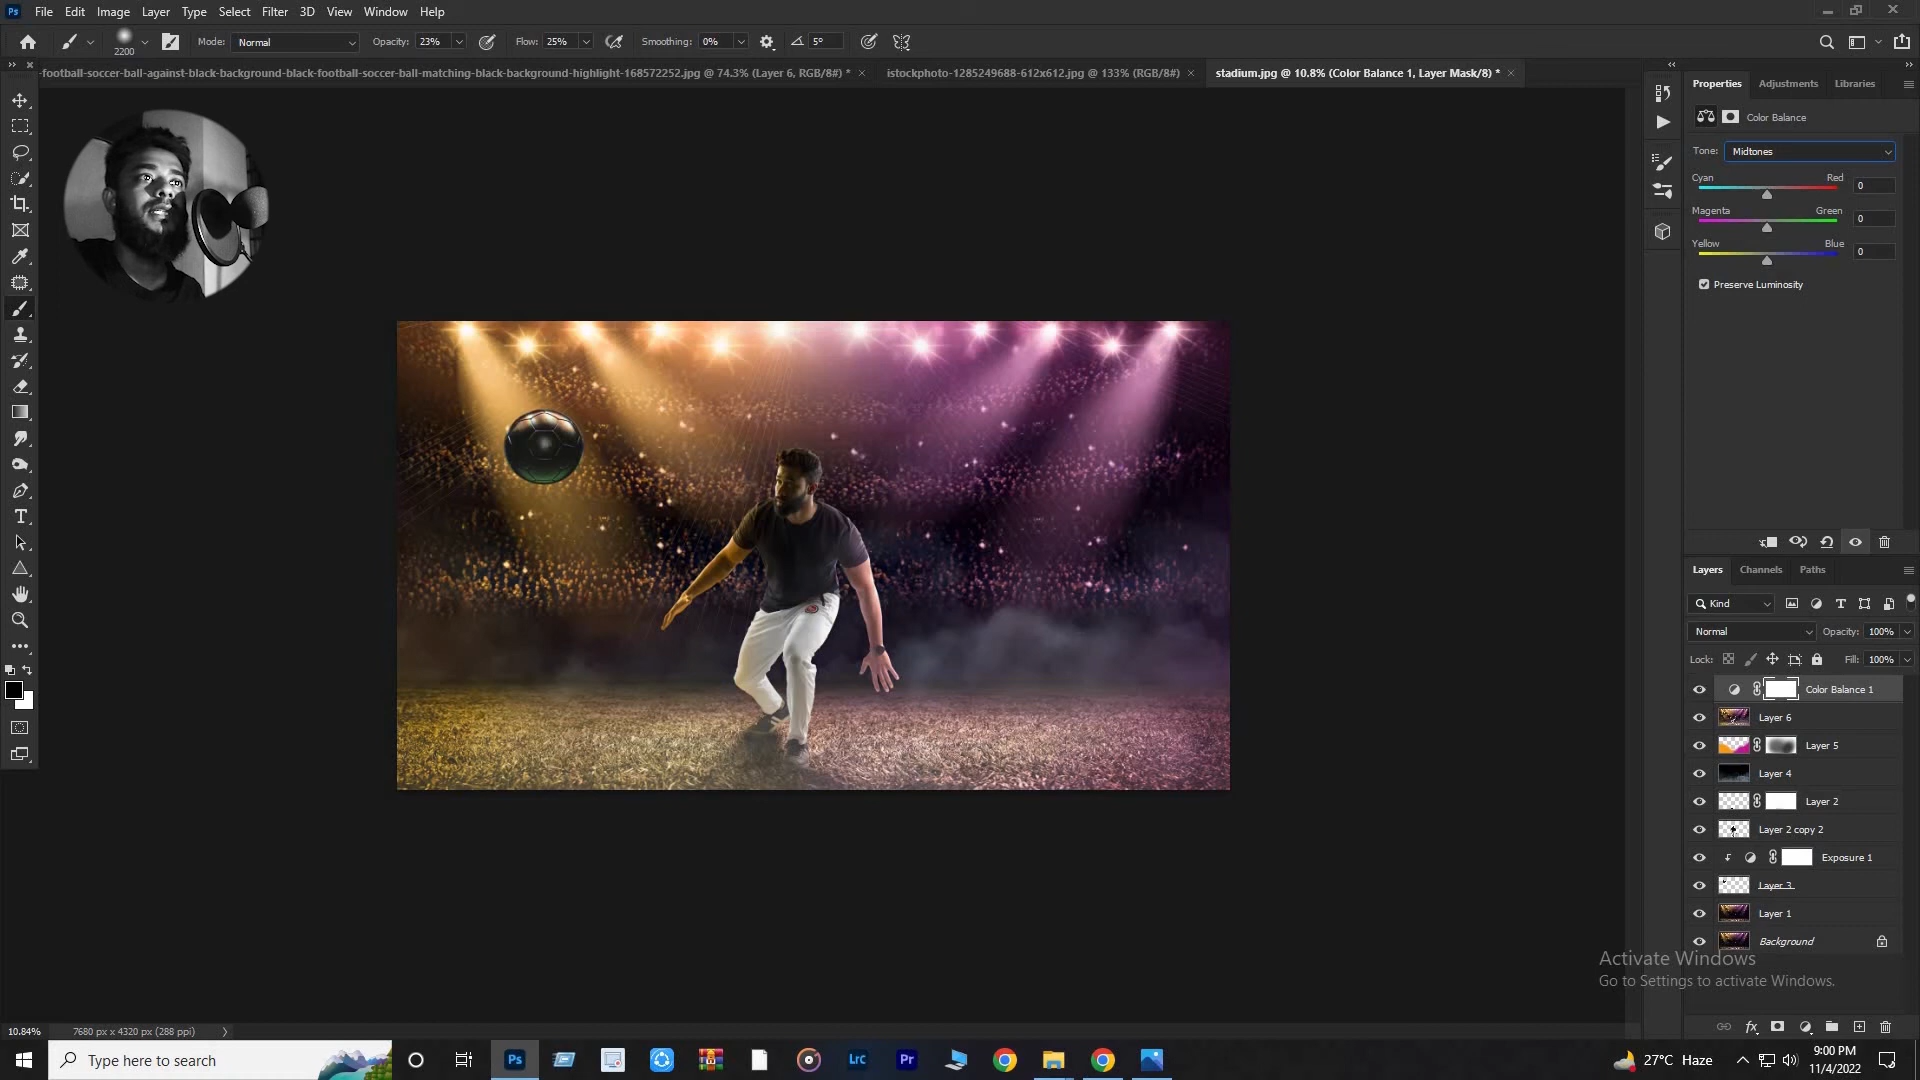 Ps File Edit Image Layer Type Select Filter 3D View Window Help
2200 Mode: Normal Opacity: 23% Flow: 25% Smoothing: 0% 5°
-football-soccer-ball-against-black-background-black-football-soccer-ball-matching-black-background-highlight-168572252.jpg @ 74.3% (Layer 6, RGB/8#) * istockphoto-1285249688-612x612.jpg @ 133% (RGB/8#) stadium.jpg @ 10.8% (Color Balance 1, Layer Mask/8) *
Properties Adjustments Libraries
Color Balance
Tone: Midtones
Cyan Red 0
Magenta Green 0
Yellow Blue 0
Preserve Luminosity
Layers Channels Paths
Kind
Normal Opacity: 100%
Lock: Fill: 100%
Color Balance 1
Layer 6
Layer 5
Layer 4
Layer 2
Layer 2 copy 2
Exposure 1
Layer 3
Layer 1
Background
Activate Windows
Go to Settings to activate Windows.
10.84% 7680 px x 4320 px (288 ppi)
Type here to search
Ps Lrc Pr
27°C Haze
9:00 PM
11/4/2022